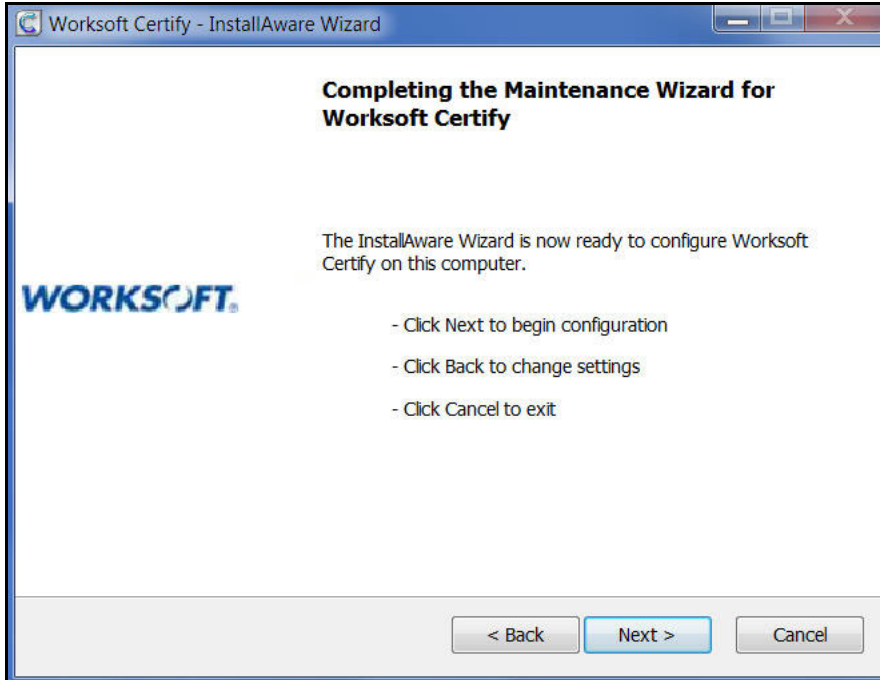 Worksoft Certify - InstallAware Wizard
Completing the Maintenance Wizard for
Worksoft Certify
The InstallAware Wizard is now ready to configure Worksoft
Certify on this computer.
WORKSOFT®
- Click Next to begin configuration
- Click Back to change settings
- Click Cancel to exit
< Back Next > Cancel